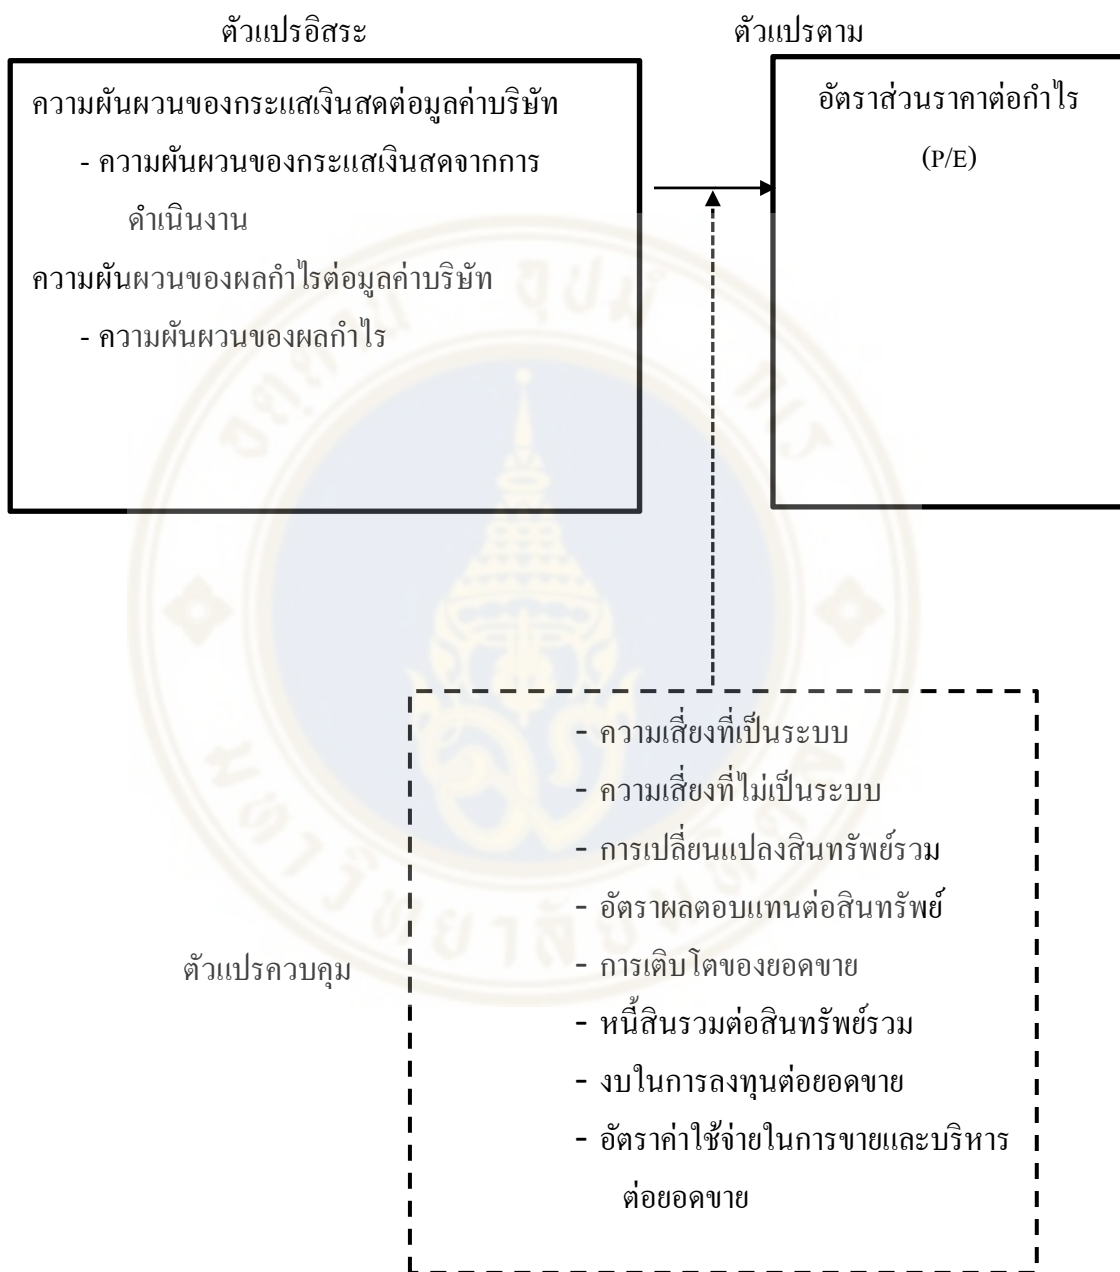 ตัวแปรอิสระ
ตัวแปรตาม
ความผันผวนของกระแสเงินสดต่อมูลค่าบริษัท
- ความผันผวนของกระแสเงินสดจากการ
ดำเนินงาน
ความผันผวนของผลกำไรต่อมูลค่าบริษัท
- ความผันผวนของผลกำไร
อัตราส่วนราคาต่อกำไร
(P/E)
ตัวแปรควบคุม
- ความเสี่ยงที่เป็นระบบ
- ความเสี่ยงที่ไม่เป็นระบบ
- การเปลี่ยนแปลงสินทรัพย์รวม
- อัตราผลตอบแทนต่อสินทรัพย์
- การเติบโตของยอดขาย
- หนี้สินรวมต่อสินทรัพย์รวม
- งบในการลงทุนต่อยอดขาย
- อัตราค่าใช้จ่ายในการขายและบริหาร
ต่อยอดขาย
มหาวิทยาลัยมหิดล